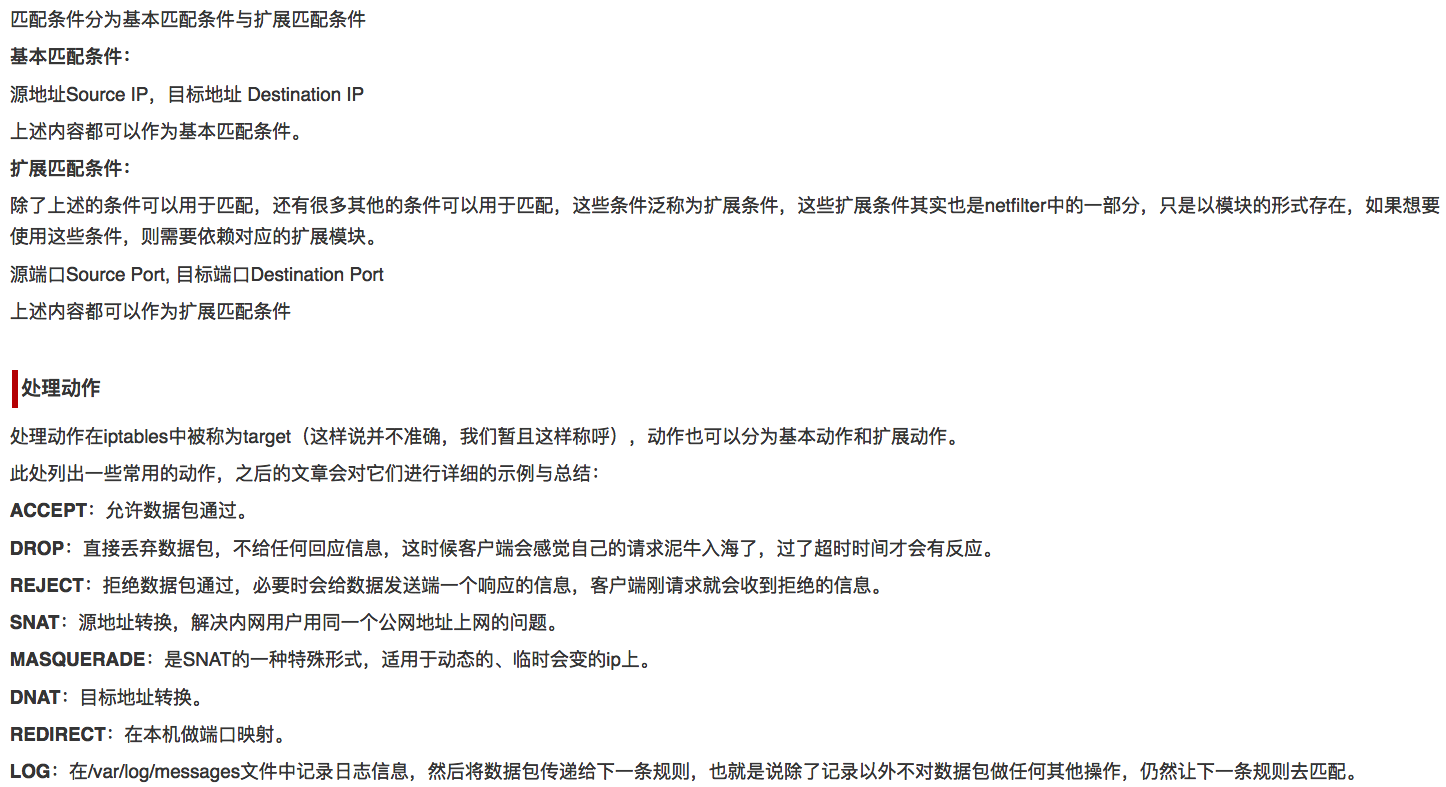 匹配条件分为基本匹配条件与扩展匹配条件
基本匹配条件：
源地址Source IP，目标地址 Destination IP
上述内容都可以作为基本匹配条件。
扩展匹配条件：
除了上述的条件可以用于匹配，还有很多其他的条件可以用于匹配，这些条件泛称为扩展条件，这些扩展条件其实也是netfilter中的一部分，只是以模块的形式存在，如果想要
使用这些条件，则需要依赖对应的扩展模块。
源端口Source Port, 目标端口Destination Port
上述内容都可以作为扩展匹配条件
处理动作
处理动作在iptables中被称为target（这样说并不准确，我们暂且这样称呼），动作也可以分为基本动作和扩展动作。
此处列出一些常用的动作，之后的文章会对它们进行详细的示例与总结：
ACCEPT：允许数据包通过。
DROP：直接丢弃数据包，不给任何回应信息，这时候客户端会感觉自己的请求泥牛入海了，过了超时时间才会有反应。
REJECT：拒绝数据包通过，必要时会给数据发送端一个响应的信息，客户端刚请求就会收到拒绝的信息。
SNAT：源地址转换，解决内网用户用同一个公网地址上网的问题。
MASQUERADE：是SNAT的一种特殊形式，适用于动态的、临时会变的ip上。
DNAT：目标地址转换。
REDIRECT：在本机做端口映射。
LOG：在/var/log/messages文件中记录日志信息，然后将数据包传递给下一条规则，也就是说除了记录以外不对数据包做任何其他操作，仍然让下一条规则去匹配。